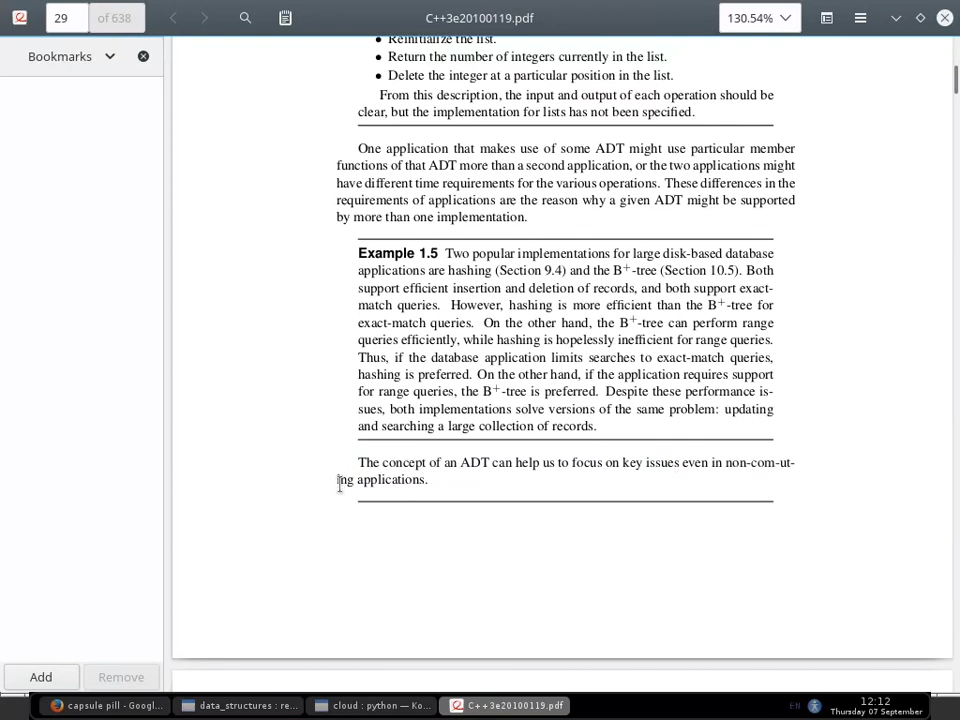 29
of 638
C++3e20100119.pdf
130.54%
Bookmarks
• Reinitialize the list.
• Return the number of integers currently in the list.
• Delete the integer at a particular position in the list.
From this description, the input and output of each operation should be
clear, but the implementation for lists has not been specified.
One application that makes use of some ADT might use particular member
functions of that ADT more than a second application, or the two applications might
have different time requirements for the various operations. These differences in the
requirements of applications are the reason why a given ADT might be supported
by more than one implementation.
Example 1.5 Two popular implementations for large disk-based database
applications are hashing (Section 9.4) and the B+-tree (Section 10.5). Both
support efficient insertion and deletion of records, and both support exact-
match queries. However, hashing is more efficient than the B+-tree for
exact-match queries. On the other hand, the B+-tree can perform range
queries efficiently, while hashing is hopelessly inefficient for range queries.
Thus, if the database application limits searches to exact-match queries,
hashing is preferred. On the other hand, if the application requires support
for range queries, the B+-tree is preferred. Despite these performance is-
sues, both implementations solve versions of the same problem: updating
and searching a large collection of records.
The concept of an ADT can help us to focus on key issues even in non-com-ut-
ing applications.
Add
Remove
capsule pill - Googl...
data_structures : re...
cloud : python — Ko...
C++3e20100119.pdf
EN
12:12
Thursday 07 September